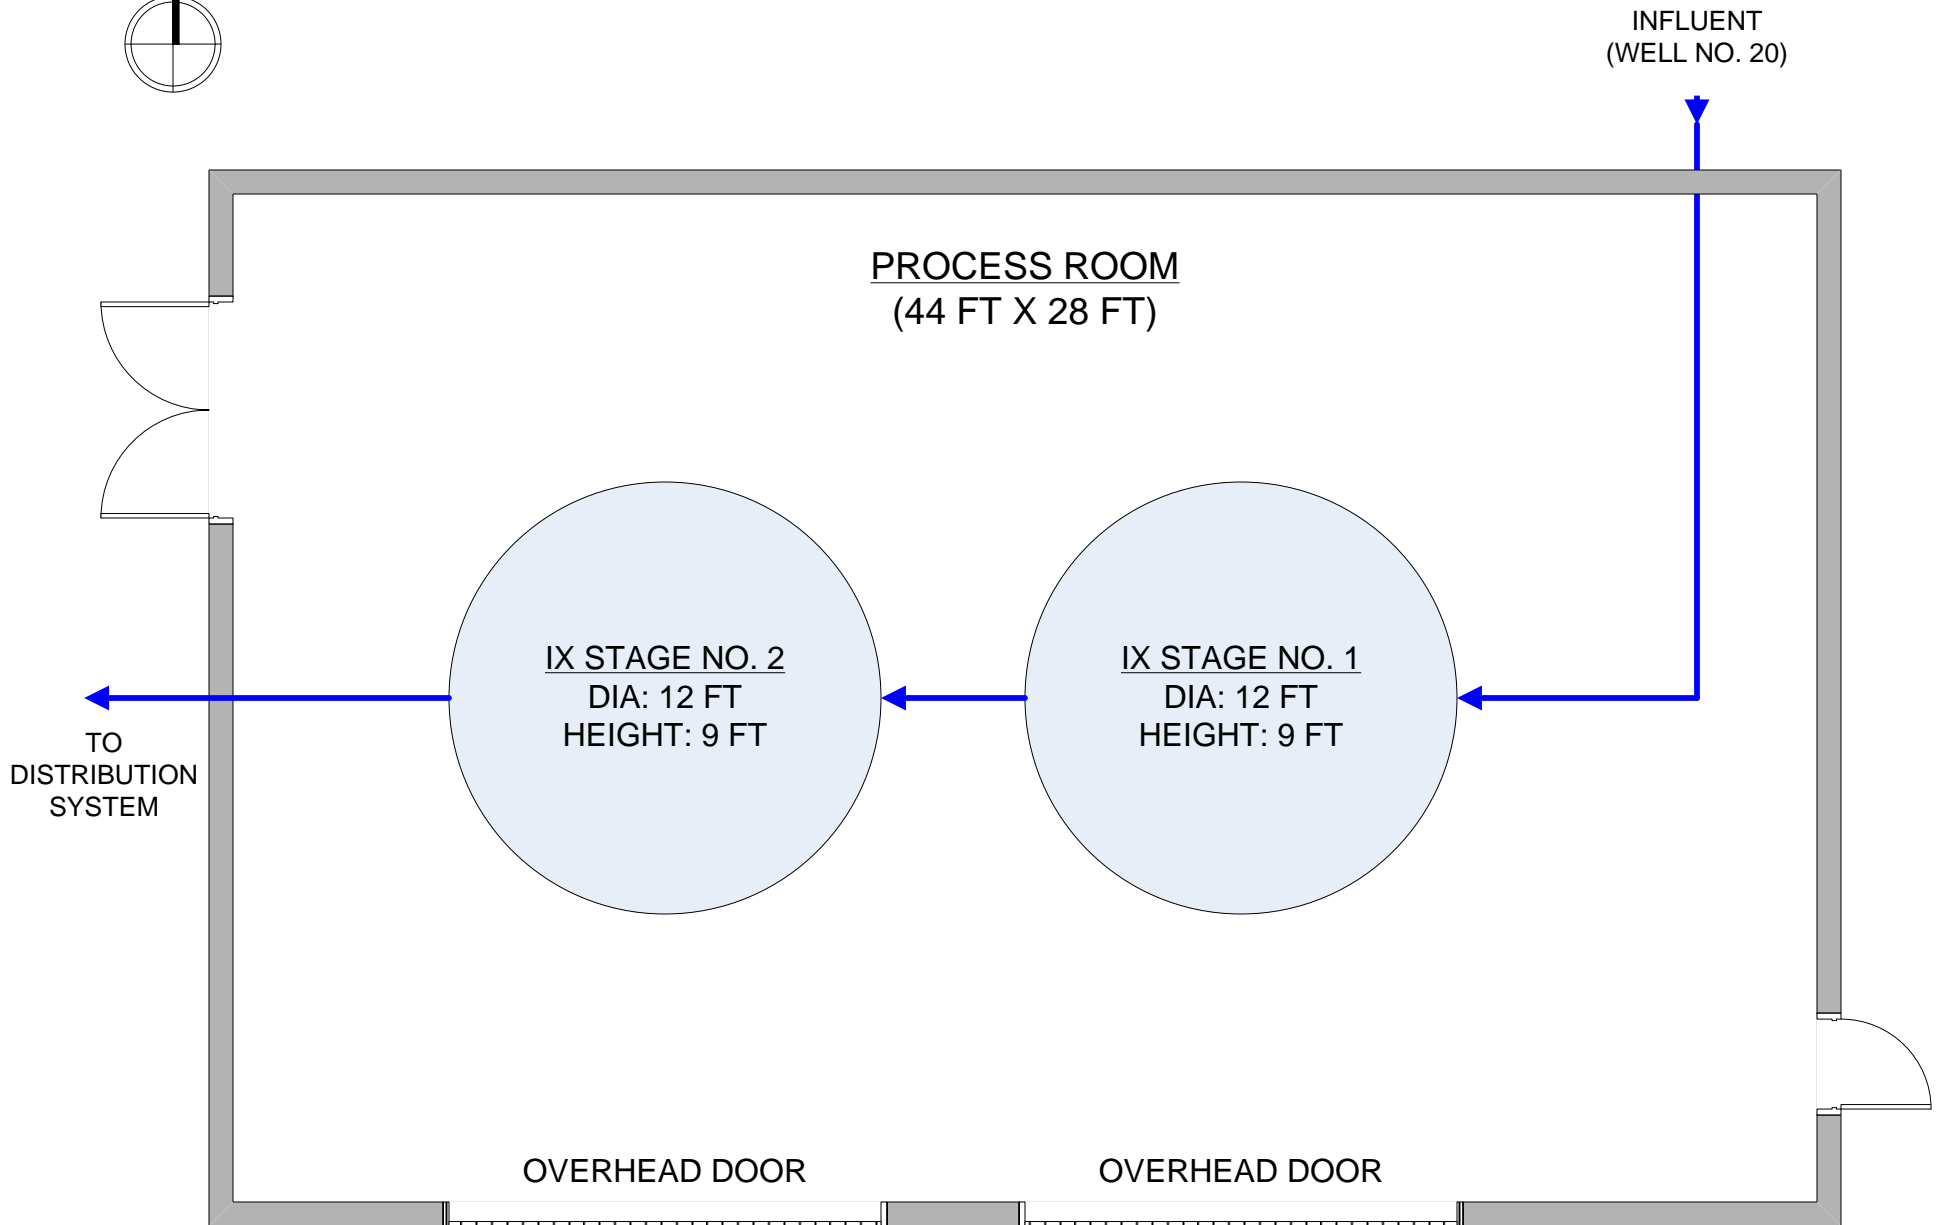 INFLUENT
(WELL NO. 20)
PROCESS ROOM
(44 FT X 28 FT)
IX STAGE NO. 2
DIA: 12 FT
HEIGHT: 9 FT
IX STAGE NO. 1
DIA: 12 FT
HEIGHT: 9 FT
TO
DISTRIBUTION
SYSTEM
OVERHEAD DOOR
OVERHEAD DOOR